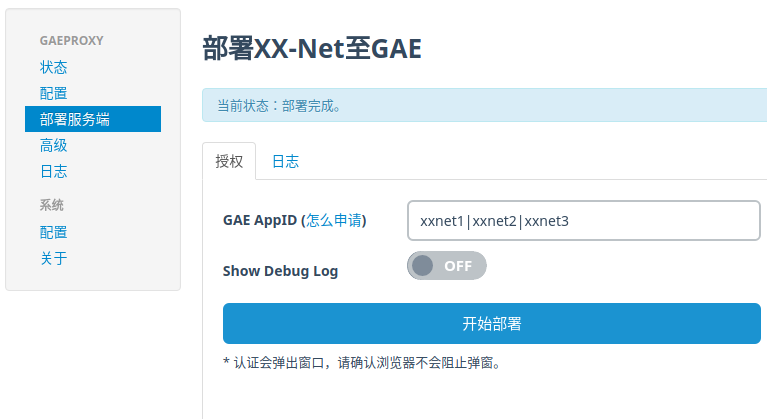 GAEPROXY
状态
配置
部署服务端
高级
日志
系统
配置
关于
部署XX-Net至GAE
当前状态：部署完成。
授权 日志
GAE AppID (怎么申请) xxnet1|xxnet2|xxnet3
Show Debug Log OFF
开始部署
* 认证会弹出窗口，请确认浏览器不会阻止弹窗。